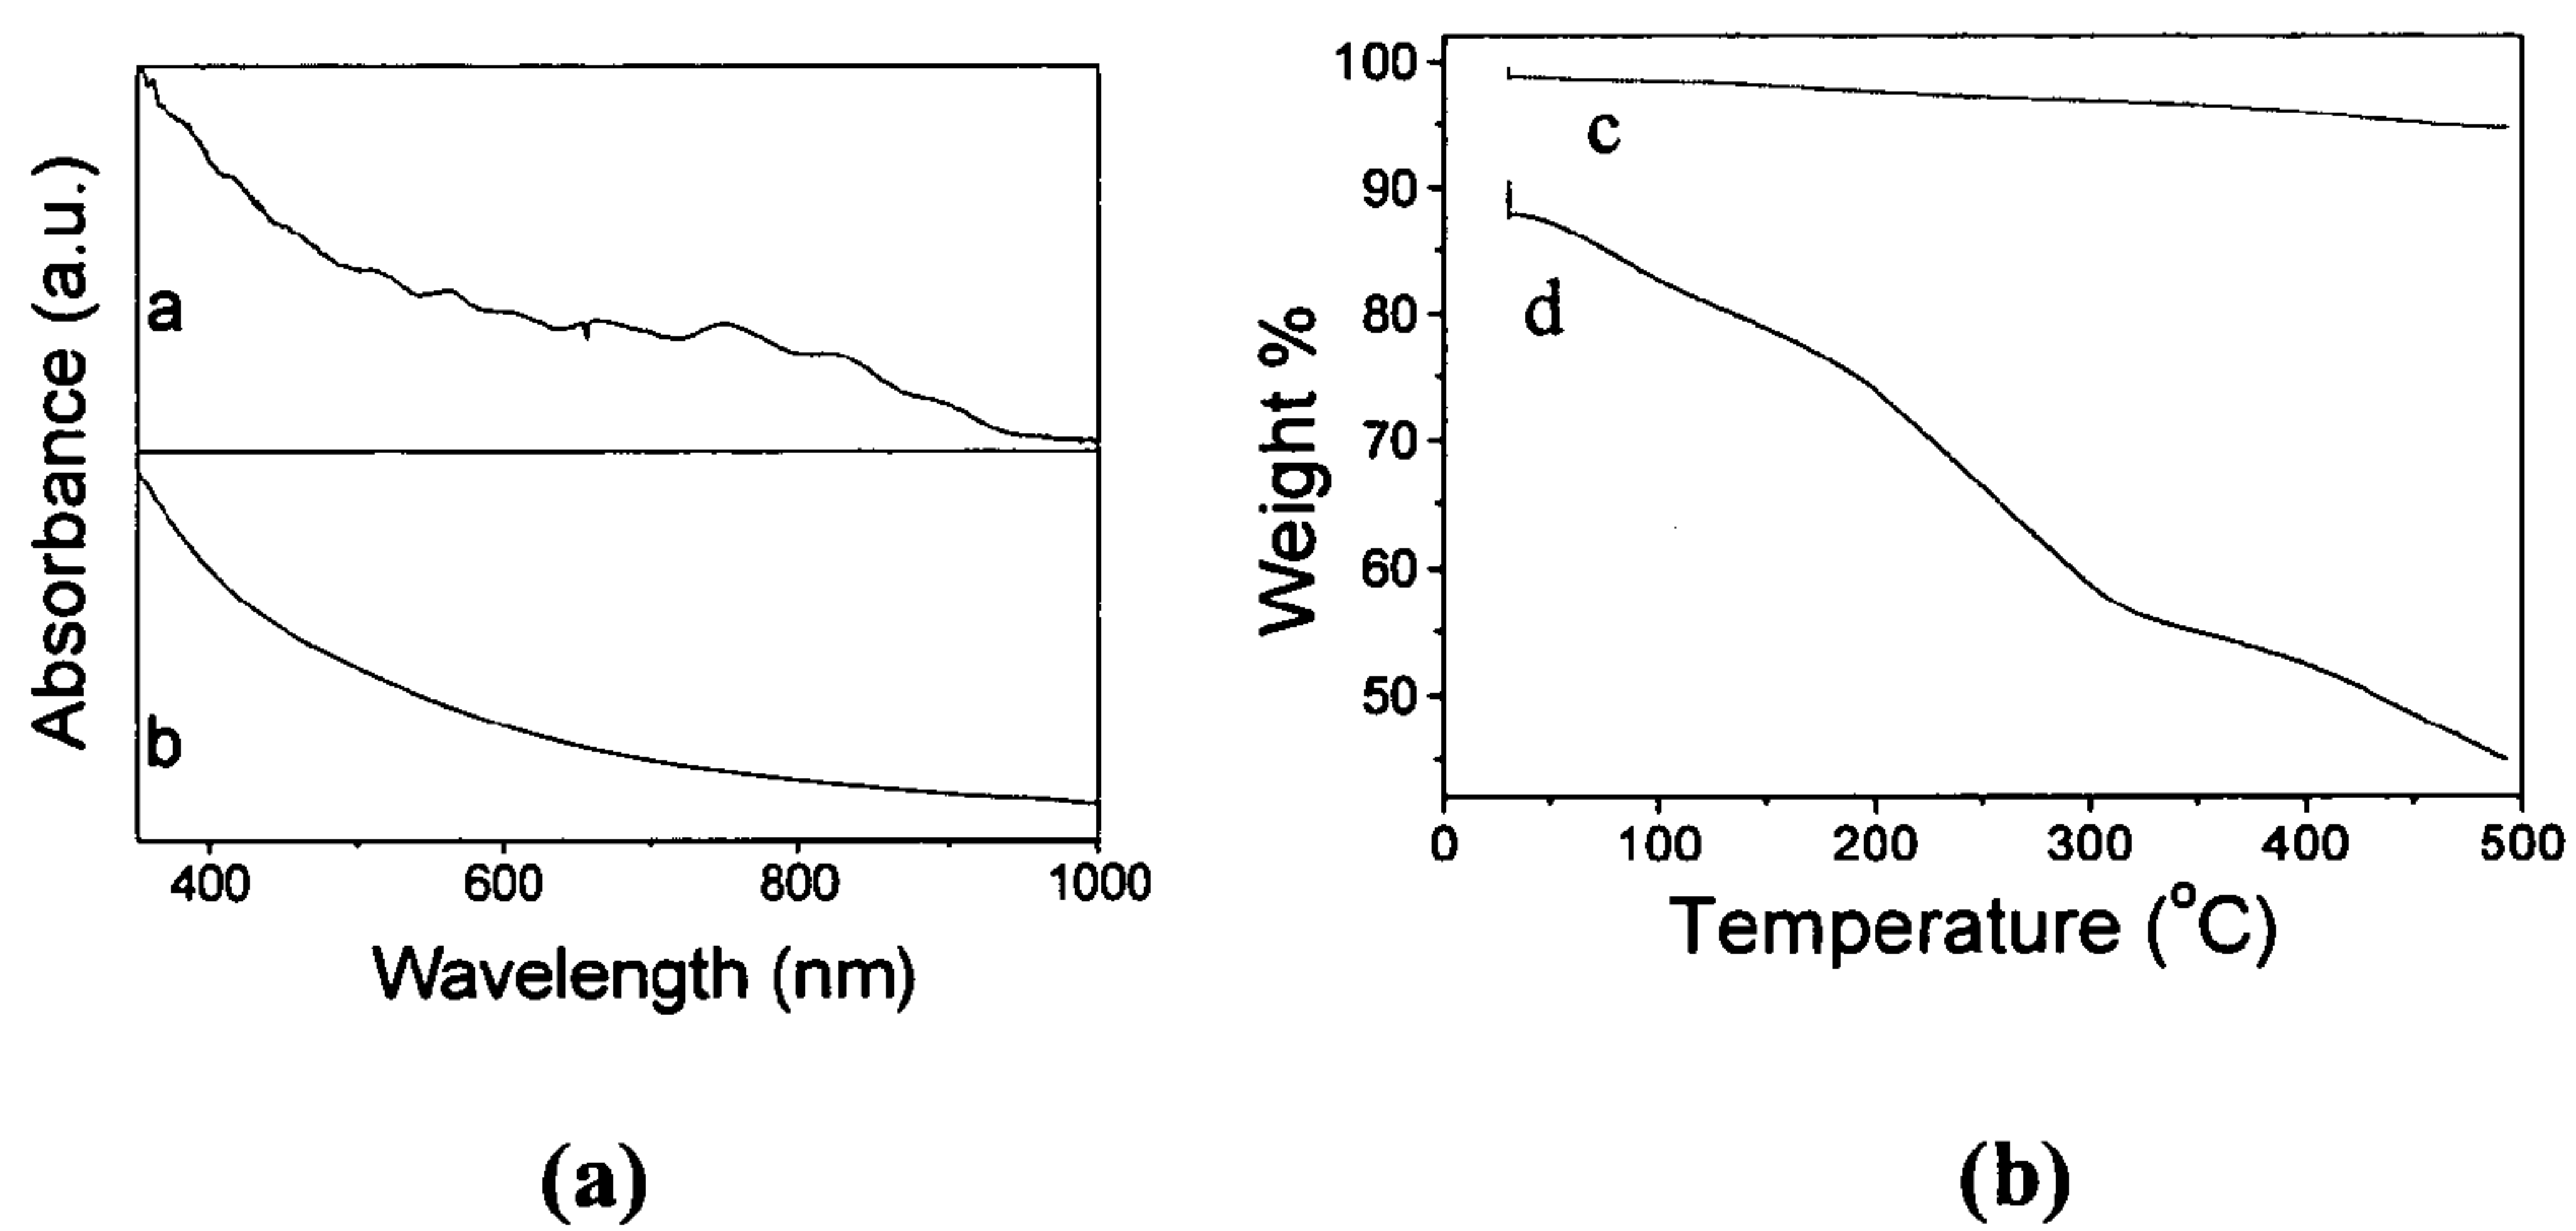 Absorbance (a.u.)
a
b
400 600 800 1000
Wavelength (nm)
(a)
Weight %
100
90
80
70
60
50
c
d
0 100 200 300 400 500
Temperature (°C)
(b)